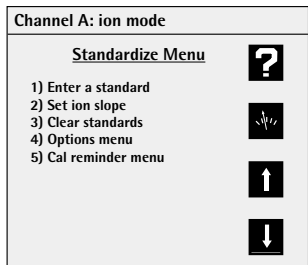 Channel A: ion mode
Standardize Menu
?
1) Enter a standard
2) Set ion slope
3) Clear standards
4) Options menu
5) Cal reminder menu